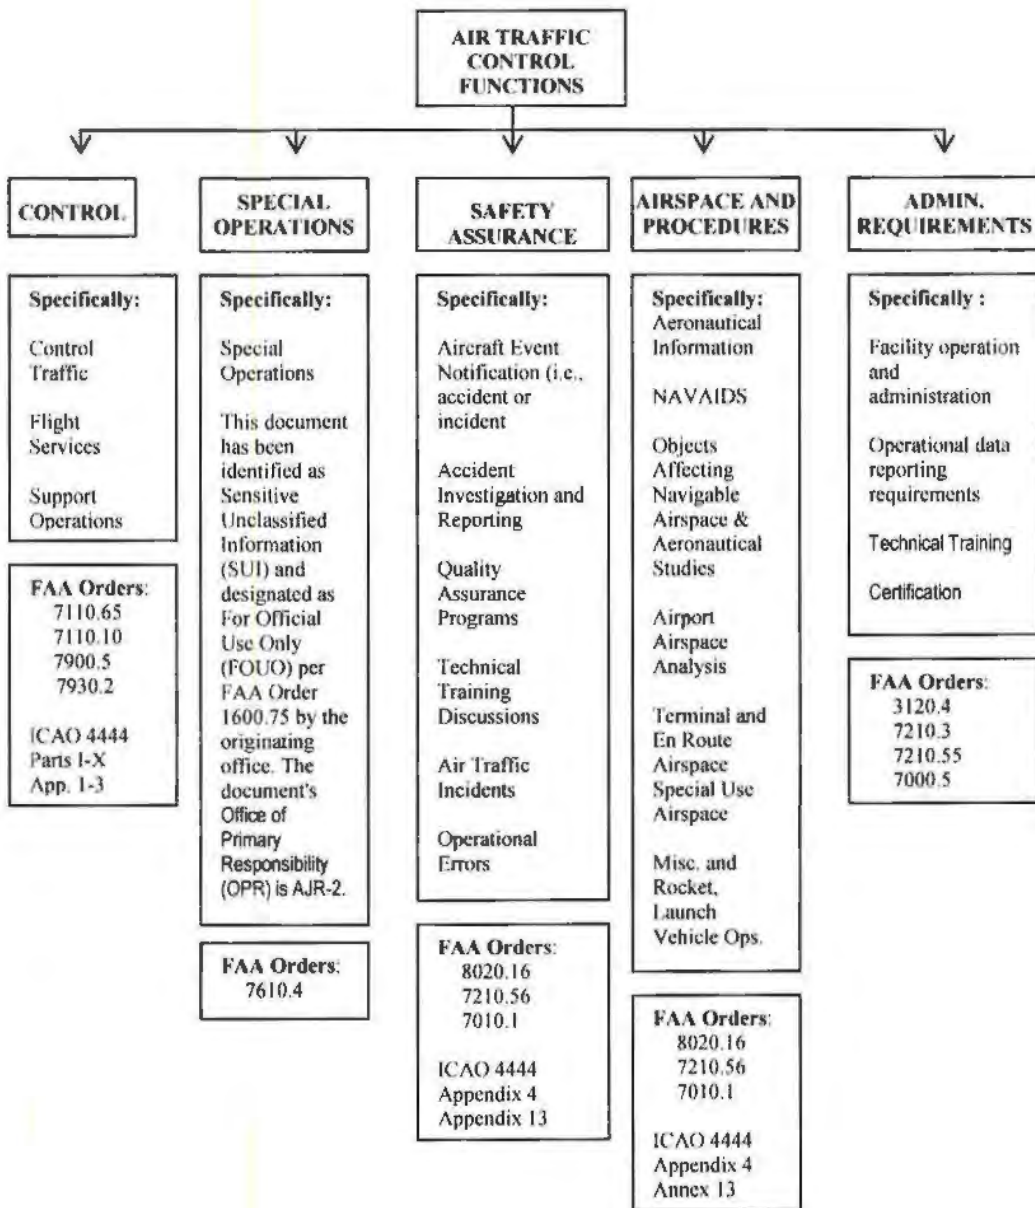 AIR TRAFFIC
CONTROL
FUNCTIONS
CONTROL
Specifically:
Control
Traffic
Flight
Services
Support
Operations
FAA Orders:
7110.65
7110.10
7900.5
7930.2
ICAO 4444
Parts I-X
App. 1-3
SPECIAL
OPERATIONS
Specifically:
Special
Operations
This document
has been
identified as
Sensitive
Unclassified
Information
(SUI) and
designated as
For Official
Use Only
(FOUO) per
FAA Order
1600.75 by the
originating
office. The
document's
Office of
Primary
Responsibility
(OPR) is AJR-2.
FAA Orders:
7610.4
SAFETY
ASSURANCE
Specifically:
Aircraft Event
Notification (i.e.,
accident or
incident
Accident
Investigation and
Reporting
Quality
Assurance
Programs
Technical
Training
Discussions
Air Traffic
Incidents
Operational
Errors
FAA Orders:
8020.16
7210.56
7010.1
ICAO 4444
Appendix 4
Appendix 13
AIRSPACE AND
PROCEDURES
Specifically:
Aeronautical
Information
NAVAIDS
Objects
Affecting
Navigable
Airspace &
Aeronautical
Studies
Airport
Airspace
Analysis
Terminal and
En Route
Airspace
Special Use
Airspace
Misc. and
Rocket,
Launch
Vehicle Ops.
FAA Orders:
8020.16
7210.56
7010.1
ICAO 4444
Appendix 4
Annex 13
ADMIN.
REQUIREMENTS
Specifically :
Facility operation
and
administration
Operational data
reporting
requirements
Technical Training
Certification
FAA Orders:
3120.4
7210.3
7210.55
7000.5